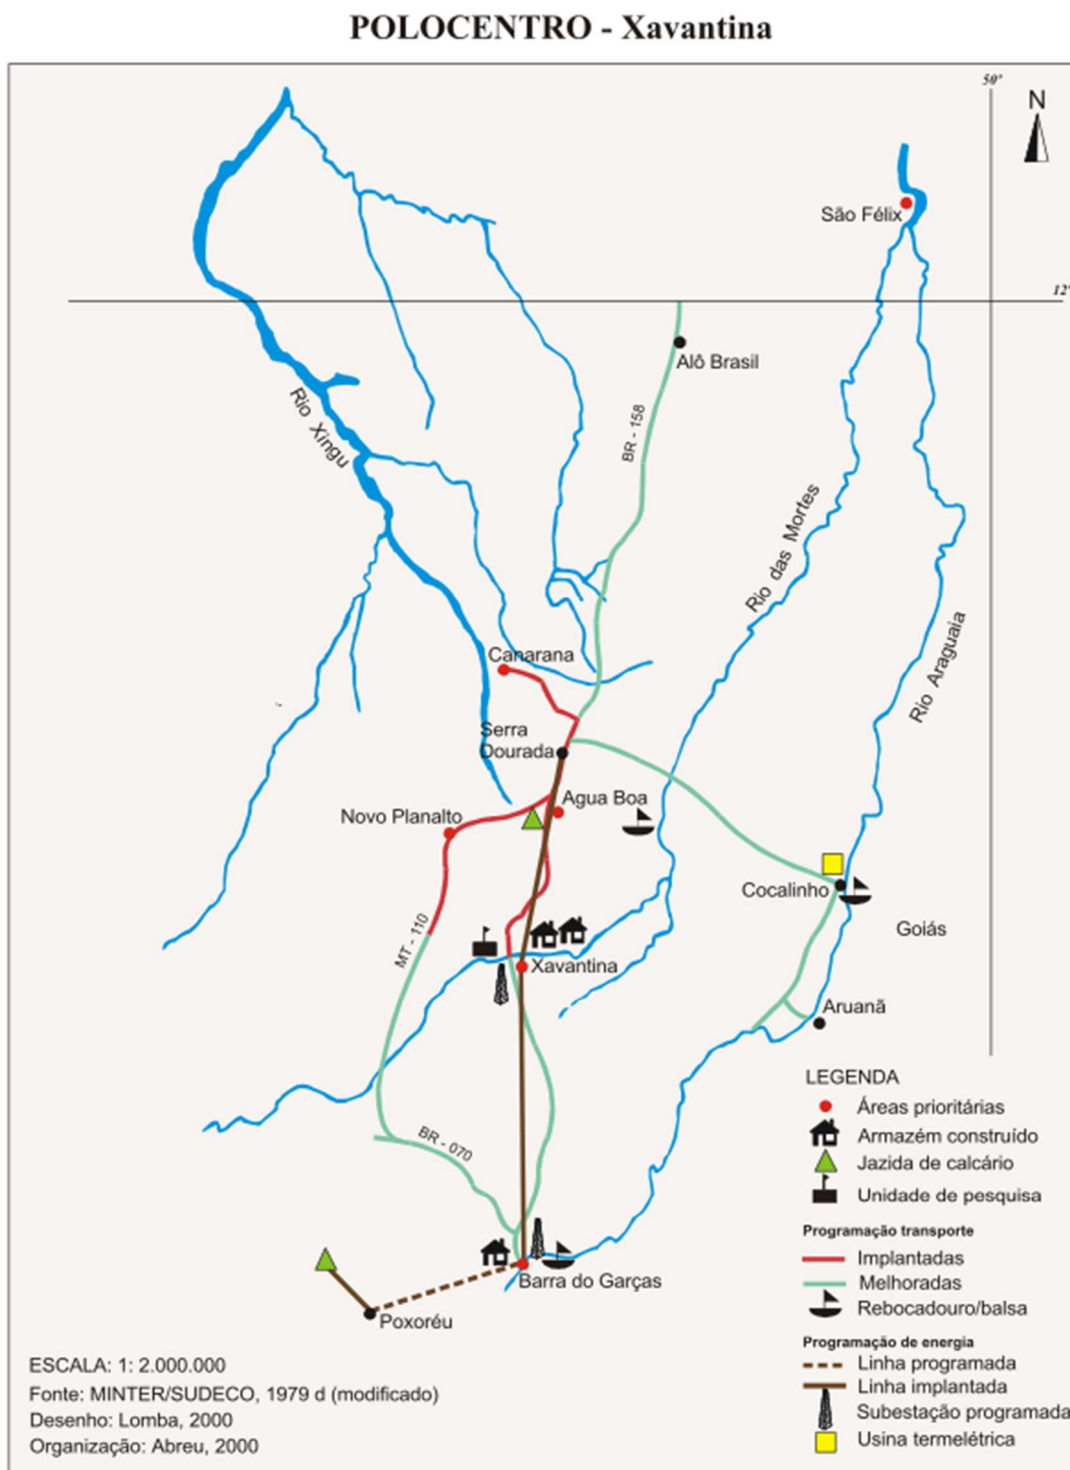 POLOCENTRO - Xavantina
50°
N
São Félix
12°
Alô Brasil
BR - 158
Rio Xingu
Rio das Mortes
Rio Araguaia
Canarana
Serra
Dourada
Agua Boa
Novo Planalto
Cocalinho
MT - 110
Goiás
Xavantina
Aruanã
BR - 070
Barra do Garças
Poxoréu
LEGENDA
Áreas prioritárias
Armazém construído
Jazida de calcário
Unidade de pesquisa
Programação transporte
Implantadas
Melhoradas
Rebocadouro/balsa
Programação de energia
Linha programada
Linha implantada
Subestação programada
Usina termelétrica
ESCALA: 1: 2.000.000
Fonte: MINTER/SUDECO, 1979 d (modificado)
Desenho: Lomba, 2000
Organização: Abreu, 2000